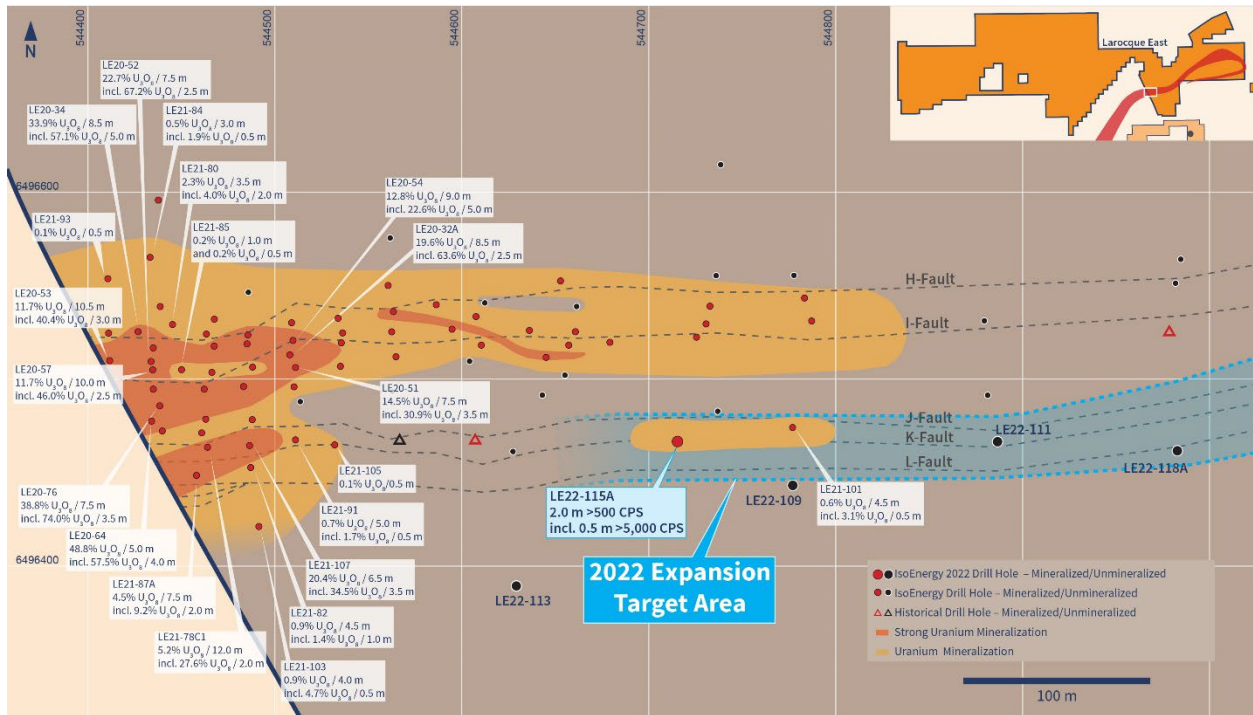 544400
544500
544600
544700
544800
N
Larocque East
6496600
6496400
LE20-52
22.7% U₃O₈ / 7.5 m
incl. 67.2% U₃O₈ / 2.5 m
LE20-34
33.9% U₃O₈ / 8.5 m
incl. 57.1% U₃O₈ / 5.0 m
LE21-84
0.5% U₃O₈ / 3.0 m
incl. 1.9% U₃O₈ / 0.5 m
LE21-80
2.3% U₃O₈ / 3.5 m
incl. 4.0% U₃O₈ / 2.0 m
LE20-54
12.8% U₃O₈ / 9.0 m
incl. 22.6% U₃O₈ / 5.0 m
LE21-93
0.1% U₃O₈ / 0.5 m
LE21-85
0.2% U₃O₈ / 1.0 m
and 0.2% U₃O₈ / 0.5 m
LE20-32A
19.6% U₃O₈ / 8.5 m
incl. 63.6% U₃O₈ / 2.5 m
LE20-53
11.7% U₃O₈ / 10.5 m
incl. 40.4% U₃O₈ / 3.0 m
H-Fault
I-Fault
LE20-57
11.7% U₃O₈ / 10.0 m
incl. 46.0% U₃O₈ / 2.5 m
LE20-51
14.5% U₃O₈ / 7.5 m
incl. 30.9% U₃O₈ / 3.5 m
J-Fault
K-Fault
L-Fault
LE22-111
LE22-118A
LE21-105
0.1% U₃O₈/0.5 m
LE20-76
38.8% U₃O₈ / 7.5 m
incl. 74.0% U₃O₈ / 3.5 m
LE22-115A
2.0 m >500 CPS
incl. 0.5 m >5,000 CPS
LE22-109
LE21-101
0.6% U₃O₈ / 4.5 m
incl. 3.1% U₃O₈ / 0.5 m
LE21-91
0.7% U₃O₈ / 5.0 m
incl. 1.7% U₃O₈ / 0.5 m
LE20-64
48.8% U₃O₈ / 5.0 m
incl. 57.5% U₃O₈ / 4.0 m
LE21-107
20.4% U₃O₈ / 6.5 m
incl. 34.5% U₃O₈ / 3.5 m
LE21-87A
4.5% U₃O₈ / 7.5 m
incl. 9.2% U₃O₈ / 2.0 m
LE22-113
LE21-82
0.9% U₃O₈ / 4.5 m
incl. 1.4% U₃O₈ / 1.0 m
LE21-78C1
5.2% U₃O₈ / 12.0 m
incl. 27.6% U₃O₈ / 2.0 m
LE21-103
0.9% U₃O₈ / 4.0 m
incl. 4.7% U₃O₈ / 0.5 m
2022 Expansion
Target Area
IsoEnergy 2022 Drill Hole – Mineralized/Unmineralized
IsoEnergy Drill Hole – Mineralized/Unmineralized
Historical Drill Hole – Mineralized/Unmineralized
Strong Uranium Mineralization
Uranium Mineralization
100 m